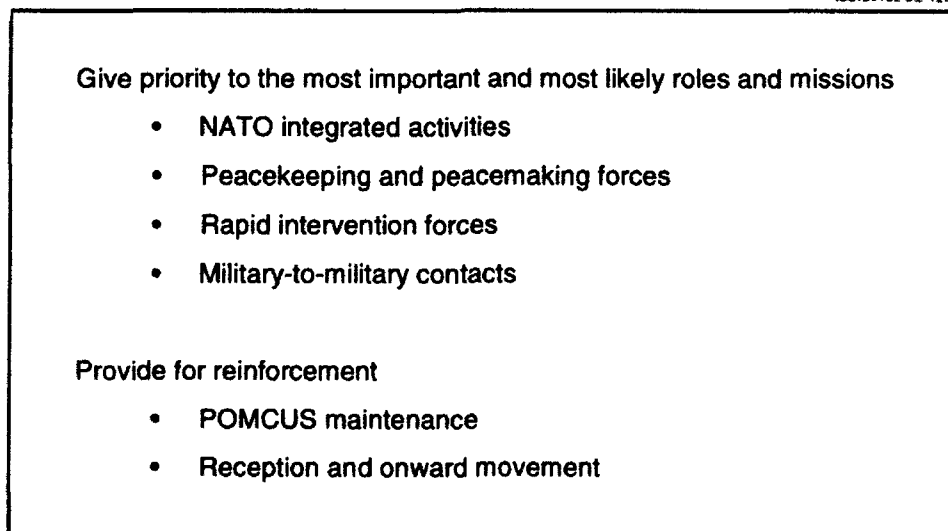 Give priority to the most important and most likely roles and missions
• NATO integrated activities
• Peacekeeping and peacemaking forces
• Rapid intervention forces
• Military-to-military contacts
Provide for reinforcement
• POMCUS maintenance
• Reception and onward movement